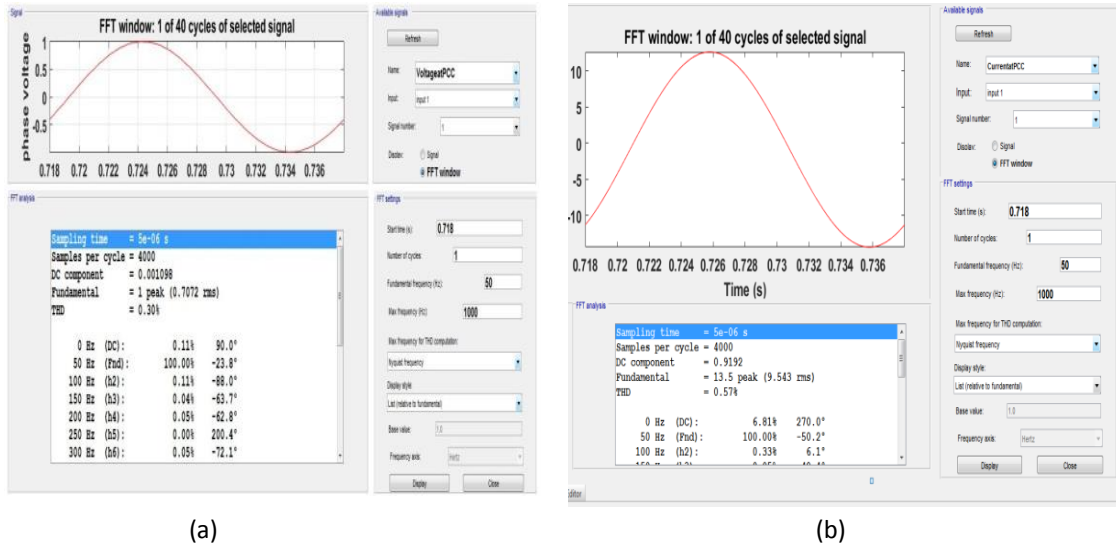 Signal
FFT window: 1 of 40 cycles of selected signal
phase voltage
1
0.5
0
-0.5
0.718 0.72 0.722 0.724 0.726 0.728 0.73 0.732 0.734 0.736
Available signals
Refresh
Name: VoltageatPCC
Input: input 1
Signal number: 1
Display: Signal
FFT window
FFT analysis
Sampling time = 5e-06 s
Samples per cycle = 4000
DC component = 0.001098
Fundamental = 1 peak (0.7072 rms)
THD = 0.30%
0 Hz (DC): 0.11% 90.0°
50 Hz (Fnd): 100.00% -23.8°
100 Hz (h2): 0.11% -88.0°
150 Hz (h3): 0.04% -63.7°
200 Hz (h4): 0.05% -62.8°
250 Hz (h5): 0.00% 200.4°
300 Hz (h6): 0.05% -72.1°
FFT settings
Start time (s): 0.718
Number of cycles: 1
Fundamental frequency (Hz): 50
Max frequency (Hz): 1000
Max frequency for THD computation:
Nyquist frequency
Display style:
List (relative to fundamental)
Base value: 1.0
Frequency axis: Hertz
Display Close
(a)
FFT window: 1 of 40 cycles of selected signal
10
5
0
-5
-10
0.718 0.72 0.722 0.724 0.726 0.728 0.73 0.732 0.734 0.736
Time (s)
Available signals
Refresh
Name: CurrentatPCC
Input: input 1
Signal number: 1
Display: Signal
FFT window
FFT analysis
Sampling time = 5e-06 s
Samples per cycle = 4000
DC component = 0.9192
Fundamental = 13.5 peak (9.543 rms)
THD = 0.57%
0 Hz (DC): 6.81% 270.0°
50 Hz (Fnd): 100.00% -50.2°
100 Hz (h2): 0.33% 6.1°
FFT settings
Start time (s): 0.718
Number of cycles: 1
Fundamental frequency (Hz): 50
Max frequency (Hz): 1000
Max frequency for THD computation:
Nyquist frequency
Display style:
List (relative to fundamental)
Base value: 1.0
Frequency axis: Hertz
Display Close
Editor
(b)